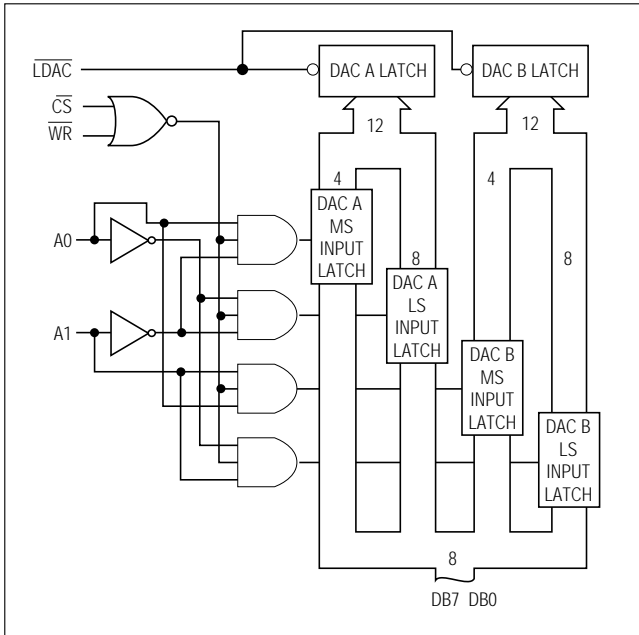 LDAC
DAC A LATCH
DAC B LATCH
CS
WR
12
12
4
4
A0
DAC A
MS
INPUT
LATCH
8
8
DAC A
LS
INPUT
LATCH
A1
DAC B
MS
INPUT
LATCH
DAC B
LS
INPUT
LATCH
8
DB7 DB0